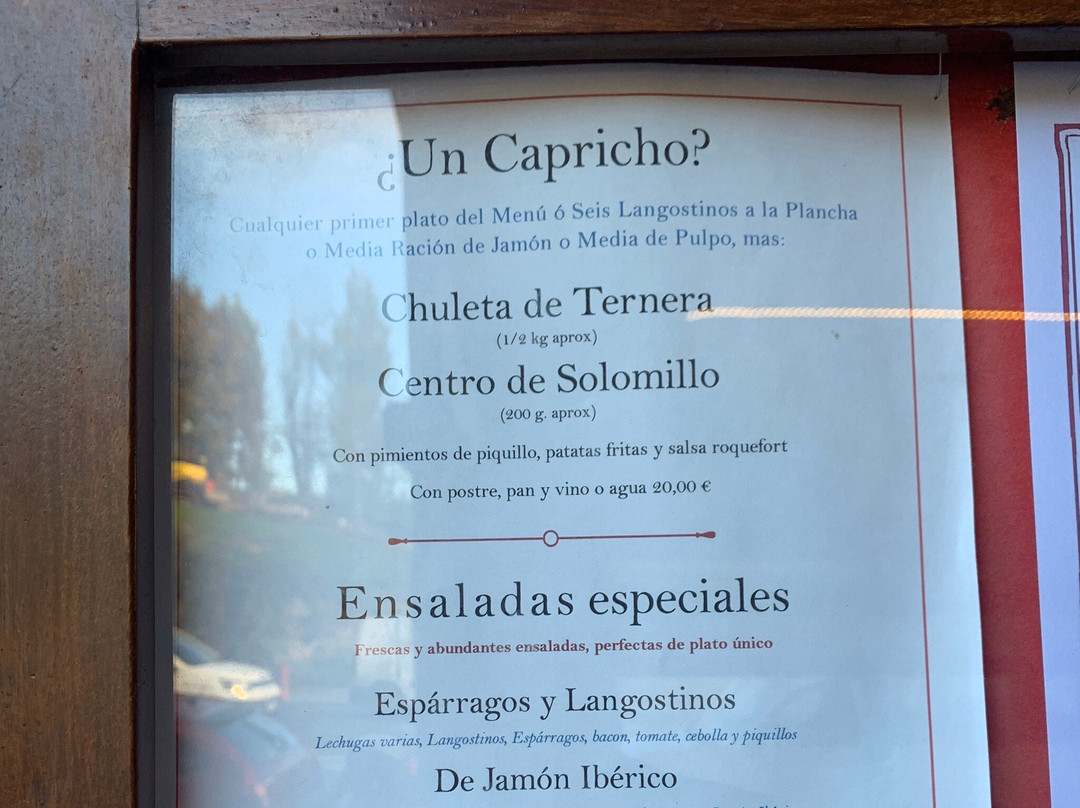 ¿Un Capricho?
Cualquier primer plato del Menú ó Seis Langostinos a la Plancha
o Media Ración de Jamón o Media de Pulpo, mas:
Chuleta de Ternera
(1/2 kg aprox)
Centro de Solomillo
(200 g. aprox)
Con pimientos de piquillo, patatas fritas y salsa roquefort
Con postre, pan y vino o agua 20,00 €
Ensaladas especiales
Frescas y abundantes ensaladas, perfectas de plato único
Espárragos y Langostinos
Lechugas varias, Langostinos, Espárragos, bacon, tomate, cebolla y piquillos
De Jamón Ibérico